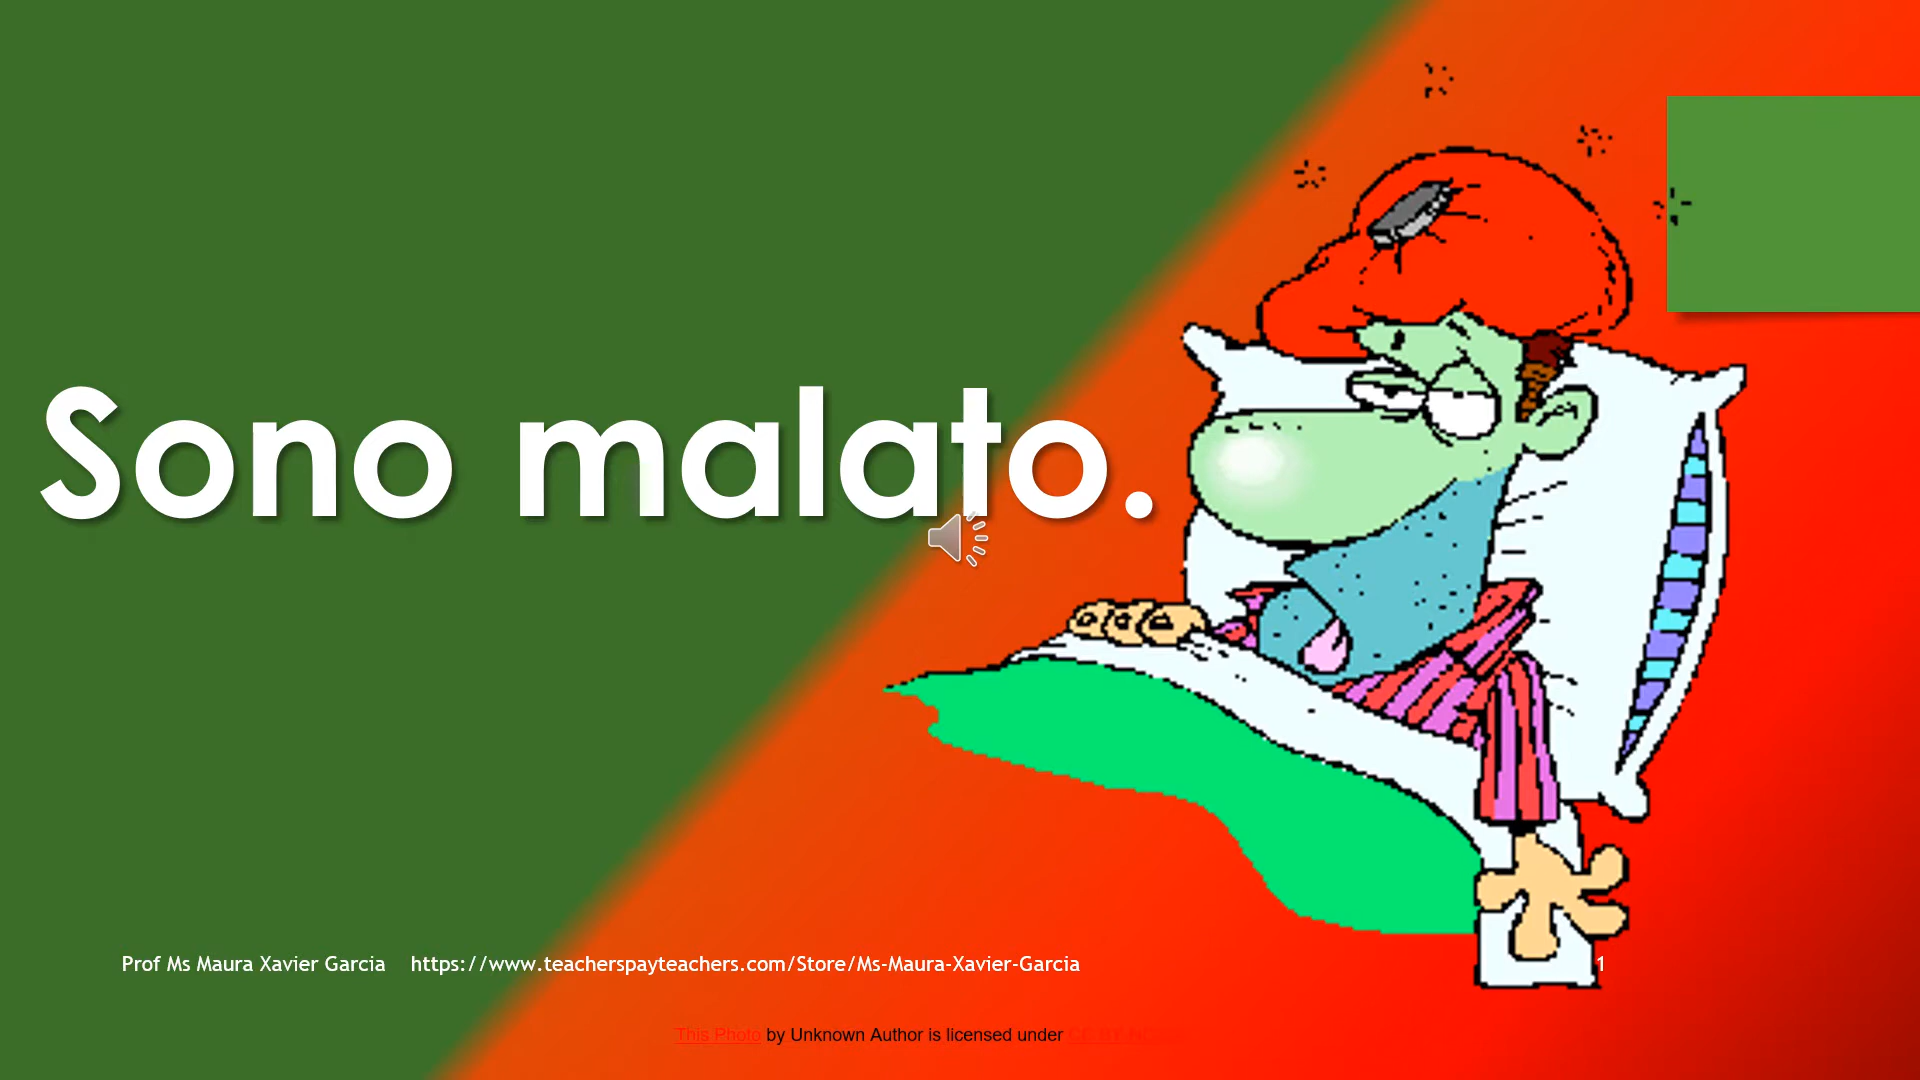 Sono malato.
Prof Ms Maura Xavier Garcia https://www.teacherspayteachers.com/Store/Ms-Maura-Xavier-Garcia
1
This Photo by Unknown Author is licensed under